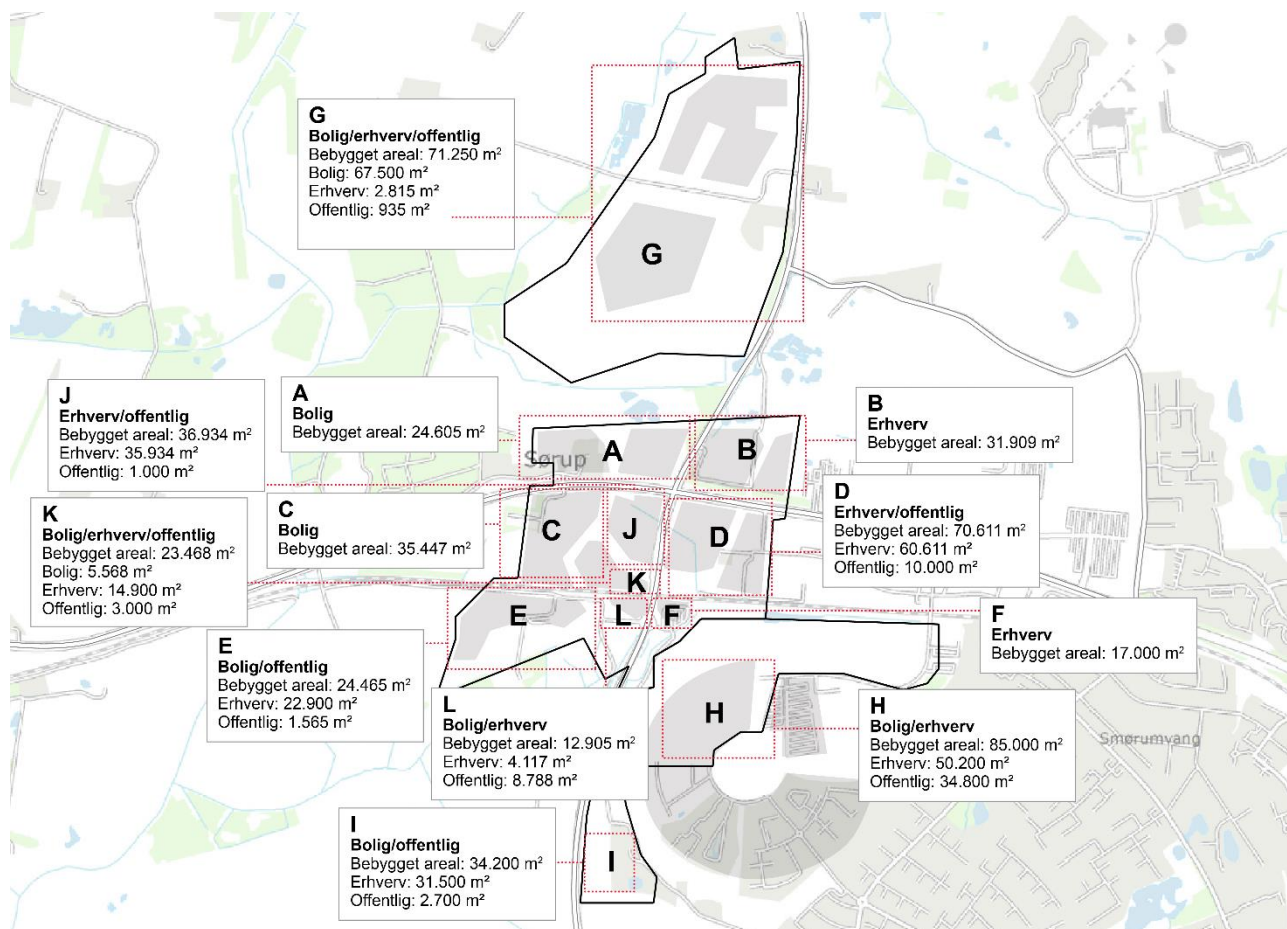 G
Bolig/erhverv/offentlig
Bebygget areal: 71.250 m²
Bolig: 67.500 m²
Erhverv: 2.815 m²
Offentlig: 935 m²
G
J
Erhverv/offentlig
Bebygget areal: 36.934 m²
Erhverv: 35.934 m²
Offentlig: 1.000 m²
A
Bolig
Bebygget areal: 24.605 m²
B
Erhverv
Bebygget areal: 31.909 m²
Sørup
A
B
K
Bolig/erhverv/offentlig
Bebygget areal: 23.468 m²
Bolig: 5.568 m²
Erhverv: 14.900 m²
Offentlig: 3.000 m²
C
Bolig
Bebygget areal: 35.447 m²
C
J
D
D
Erhverv/offentlig
Bebygget areal: 70.611 m²
Erhverv: 60.611 m²
Offentlig: 10.000 m²
K
E
L
F
F
Erhverv
Bebygget areal: 17.000 m²
E
Bolig/offentlig
Bebygget areal: 24.465 m²
Erhverv: 22.900 m²
Offentlig: 1.565 m²
L
Bolig/erhverv
Bebygget areal: 12.905 m²
Erhverv: 4.117 m²
Offentlig: 8.788 m²
H
H
Bolig/erhverv
Bebygget areal: 85.000 m²
Erhverv: 50.200 m²
Offentlig: 34.800 m²
Smørumvang
I
Bolig/offentlig
Bebygget areal: 34.200 m²
Erhverv: 31.500 m²
Offentlig: 2.700 m²
I